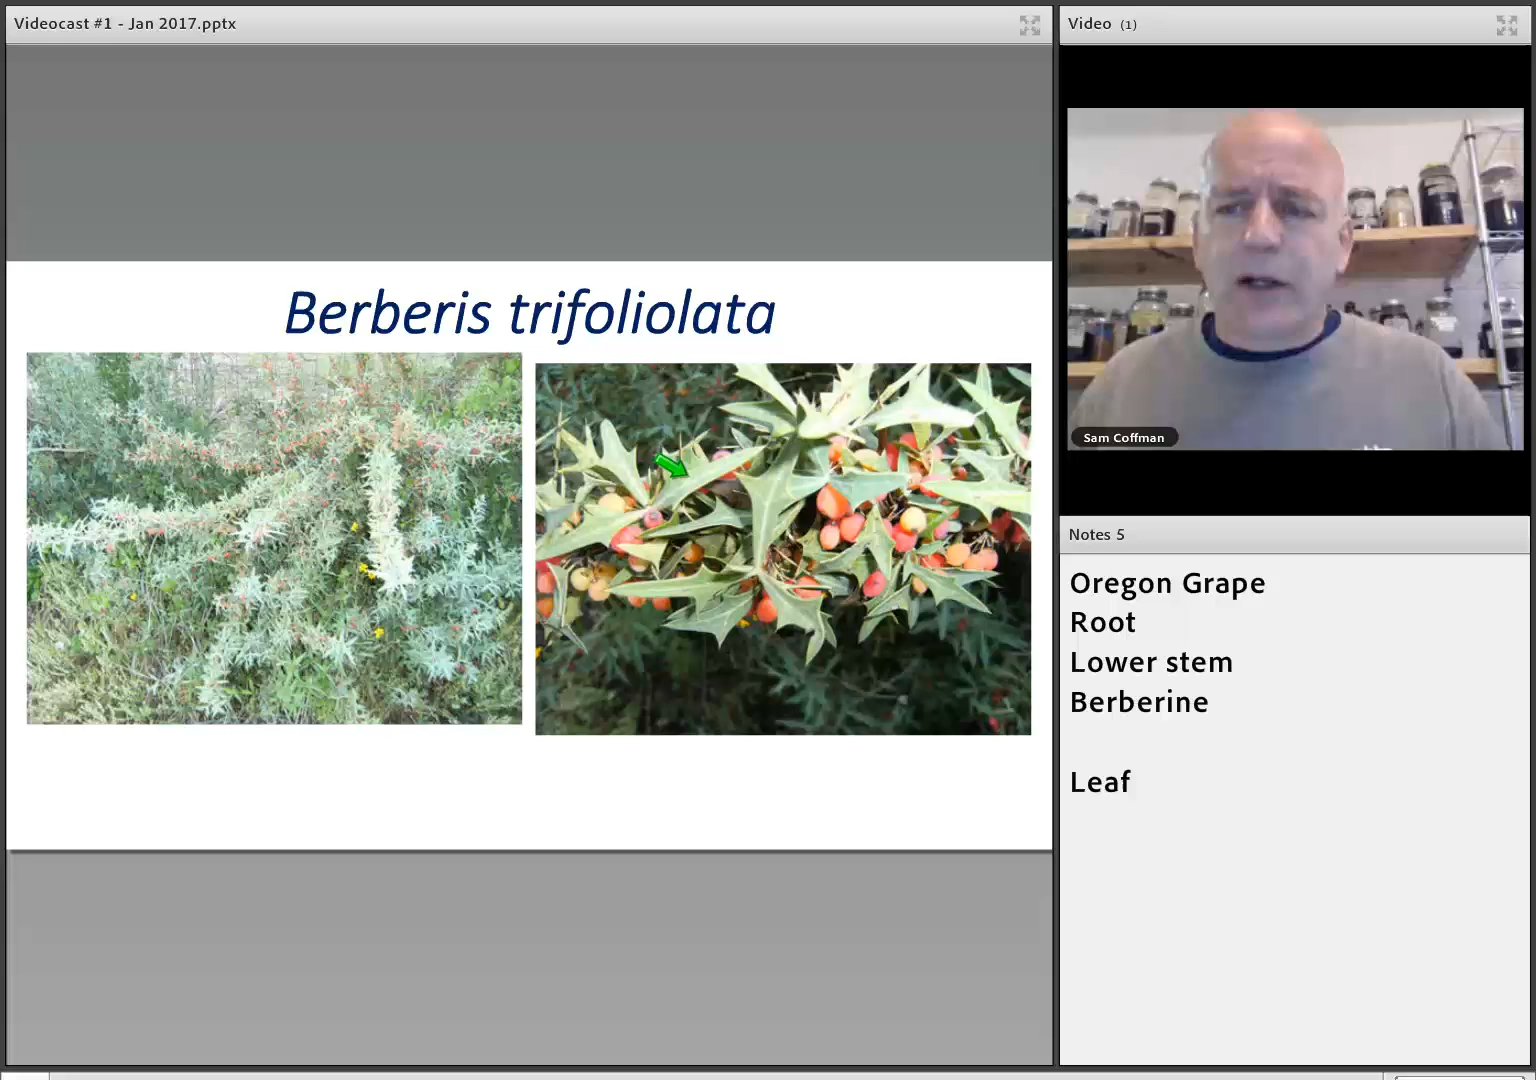 Videocast #1 - Jan 2017.pptx
Video (1)
Berberis trifoliolata
Sam Coffman
Notes 5
Oregon Grape
Root
Lower stem
Berberine
Leaf